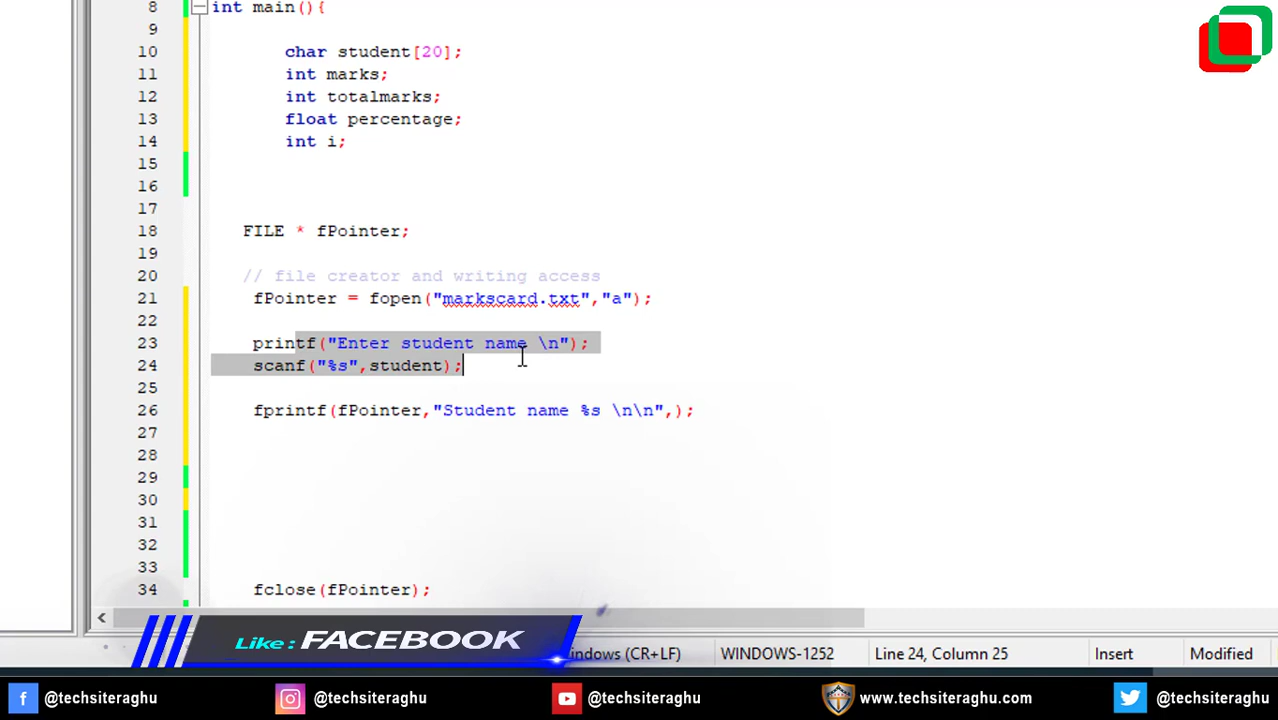 8 int main(){
9
10 char student[20];
11 int marks;
12 int totalmarks;
13 float percentage;
14 int i;
15
16
17
18 FILE * fPointer;
19
20 // file creator and writing access
21 fPointer = fopen("markscard.txt","a");
22
23 printf("Enter student name \n");
24 scanf("%s",student);
25
26 fprintf(fPointer,"Student name %s \n\n",);
27
28
29
30
31
32
33
34 fclose(fPointer);
Like : FACEBOOK
(CR+LF) WINDOWS-1252 Line 24, Column 25 Insert Modified
@techsiteraghu @techsiteraghu @techsiteraghu www.techsiteraghu.com @techsiteraghu